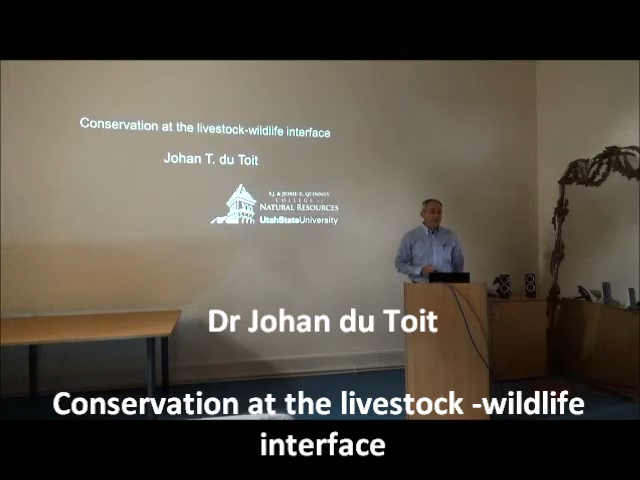 Conservation at the livestock-wildlife interface
Johan T. du Toit
S.J. & JESSIE E. QUINNEY
COLLEGE of
NATURAL RESOURCES
UtahStateUniversity
Dr Johan du Toit
Conservation at the livestock -wildlife
interface